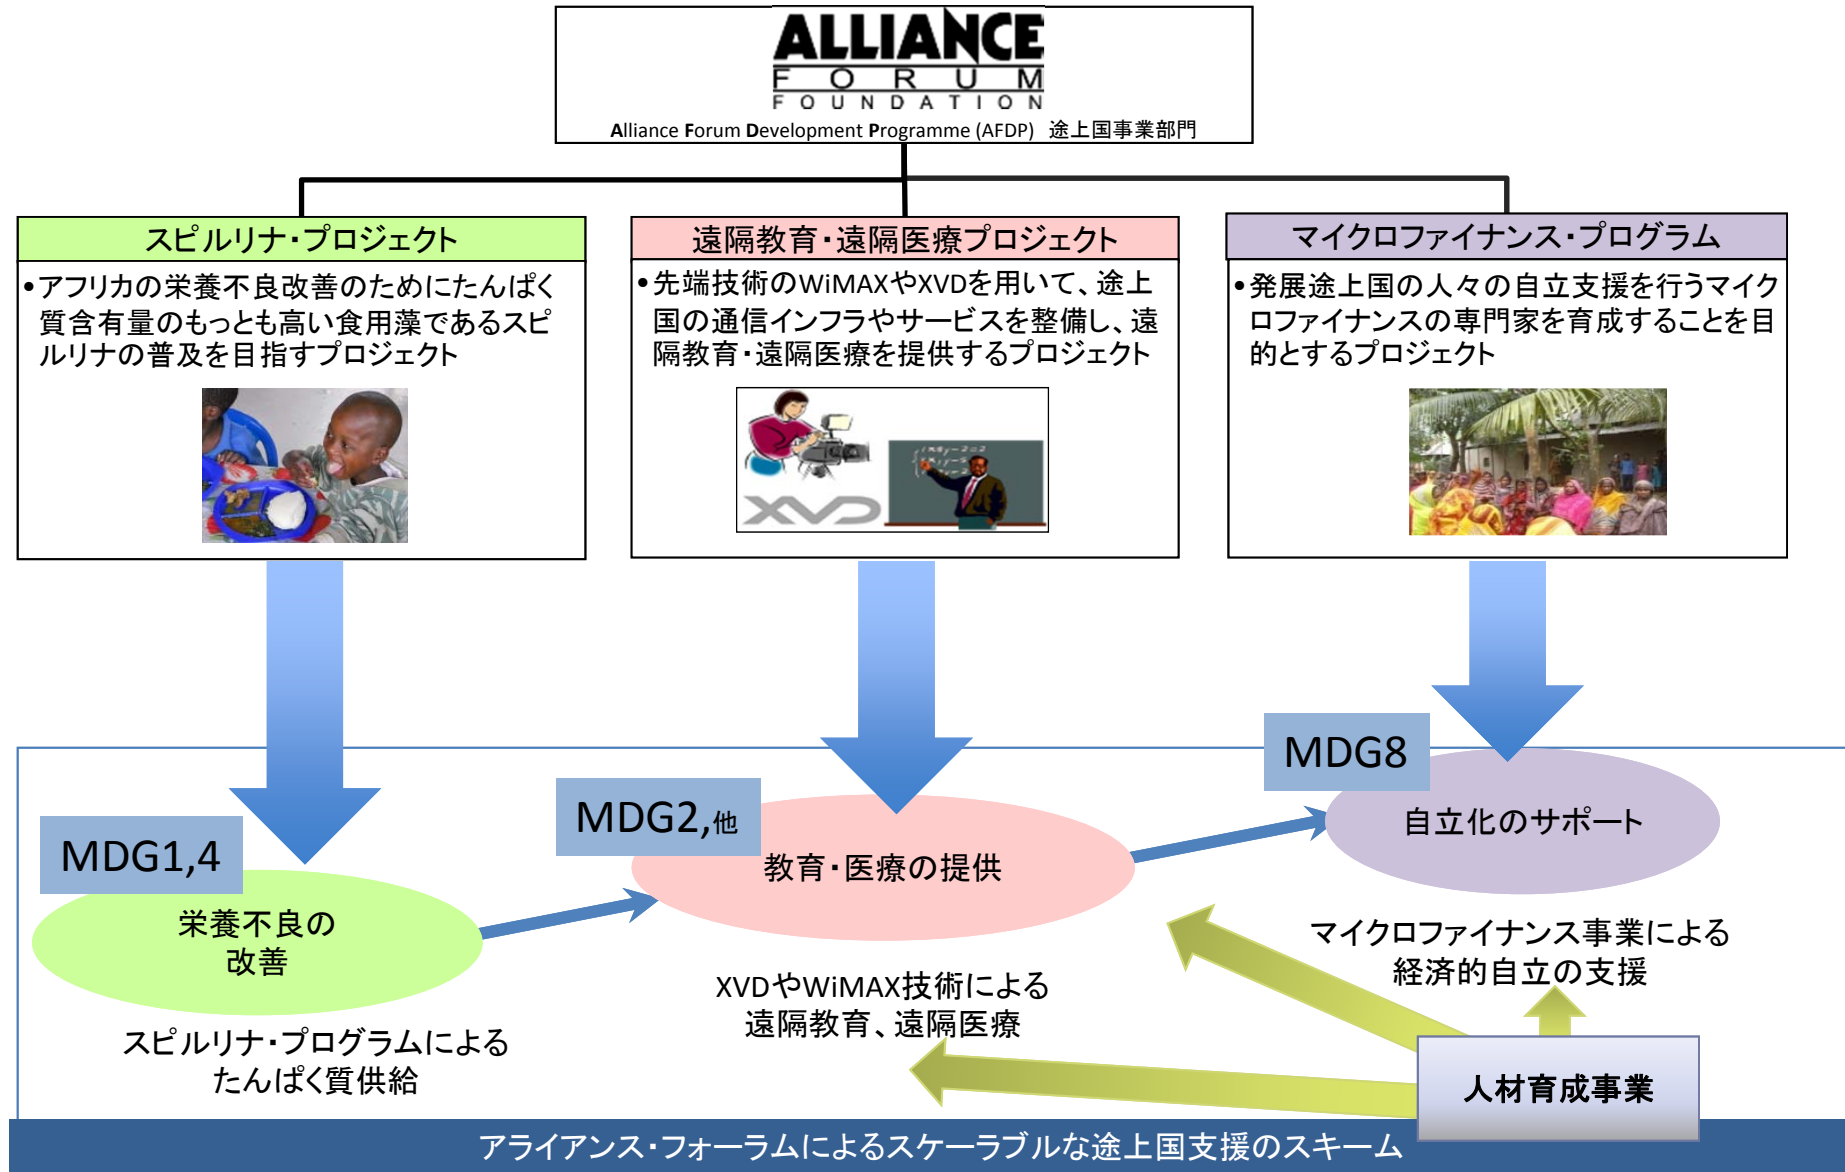 ALLIANCE
FORUM
FOUNDATION
Alliance Forum Development Programme (AFDP) 途上国事業部門
スピルリナ・プロジェクト
•アフリカの栄養不良改善のためにたんぱく
質含有量のもっとも高い食用藻であるスピ
ルリナの普及を目指すプロジェクト
遠隔教育・遠隔医療プロジェクト
•先端技術のWiMAXやXVDを用いて、途上
国の通信インフラやサービスを整備し、遠
隔教育・遠隔医療を提供するプロジェクト
XVD
マイクロファイナンス・プログラム
•発展途上国の人々の自立支援を行うマイク
ロファイナンスの専門家を育成することを目
的とするプロジェクト
MDG1,4
栄養不良の
改善
スピルリナ・プログラムによる
たんぱく質供給
MDG2,他
教育・医療の提供
XVDやWiMAX技術による
遠隔教育、遠隔医療
MDG8
自立化のサポート
マイクロファイナンス事業による
経済的自立の支援
人材育成事業
アライアンス・フォーラムによるスケーラブルな途上国支援のスキーム